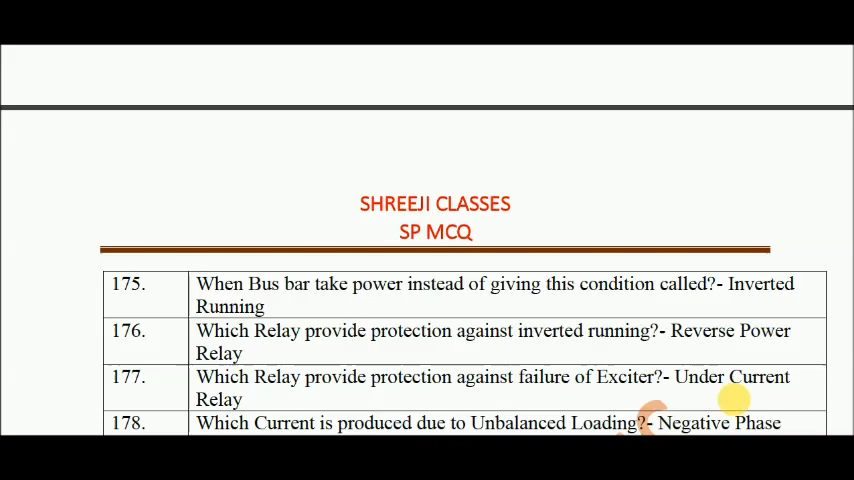 SHREEJI CLASSES
SP MCQ
175. When Bus bar take power instead of giving this condition called?- Inverted
Running
176. Which Relay provide protection against inverted running?- Reverse Power
Relay
177. Which Relay provide protection against failure of Exciter?- Under Current
Relay
178. Which Current is produced due to Unbalanced Loading?- Negative Phase